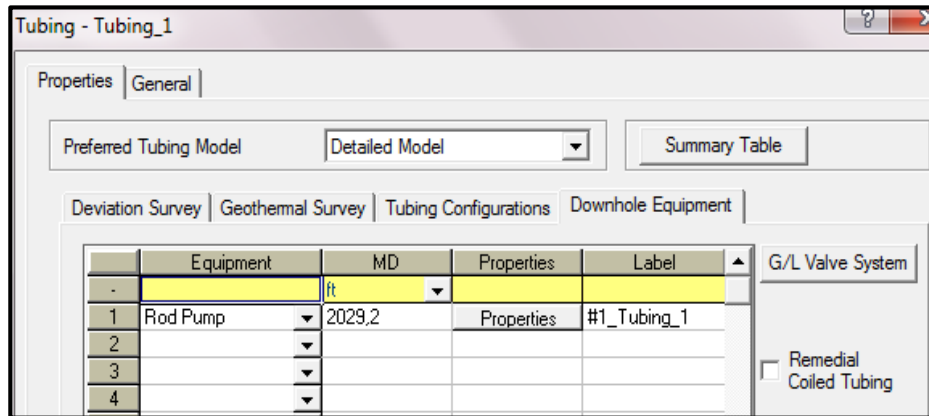 Tubing - Tubing_1
?
Properties General
Preferred Tubing Model Detailed Model Summary Table
Deviation Survey Geothermal Survey Tubing Configurations Downhole Equipment
Equipment MD Properties Label G/L Valve System
- ft
1 Rod Pump 2029,2 Properties #1_Tubing_1
2
3 Remedial
Coiled Tubing
4